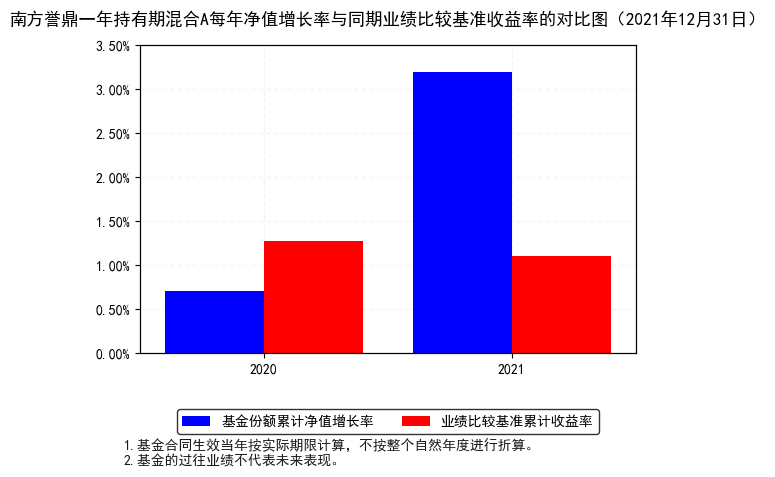 南方誉鼎一年持有期混合A每年净值增长率与同期业绩比较基准收益率的对比图（2021年12月31日）
3.50%
3.00%
2.50%
2.00%
1.50%
1.00%
0.50%
0.00%
2020 2021
基金份额累计净值增长率 业绩比较基准累计收益率
1.基金合同生效当年按实际期限计算，不按整个自然年度进行折算。
2.基金的过往业绩不代表未来表现。